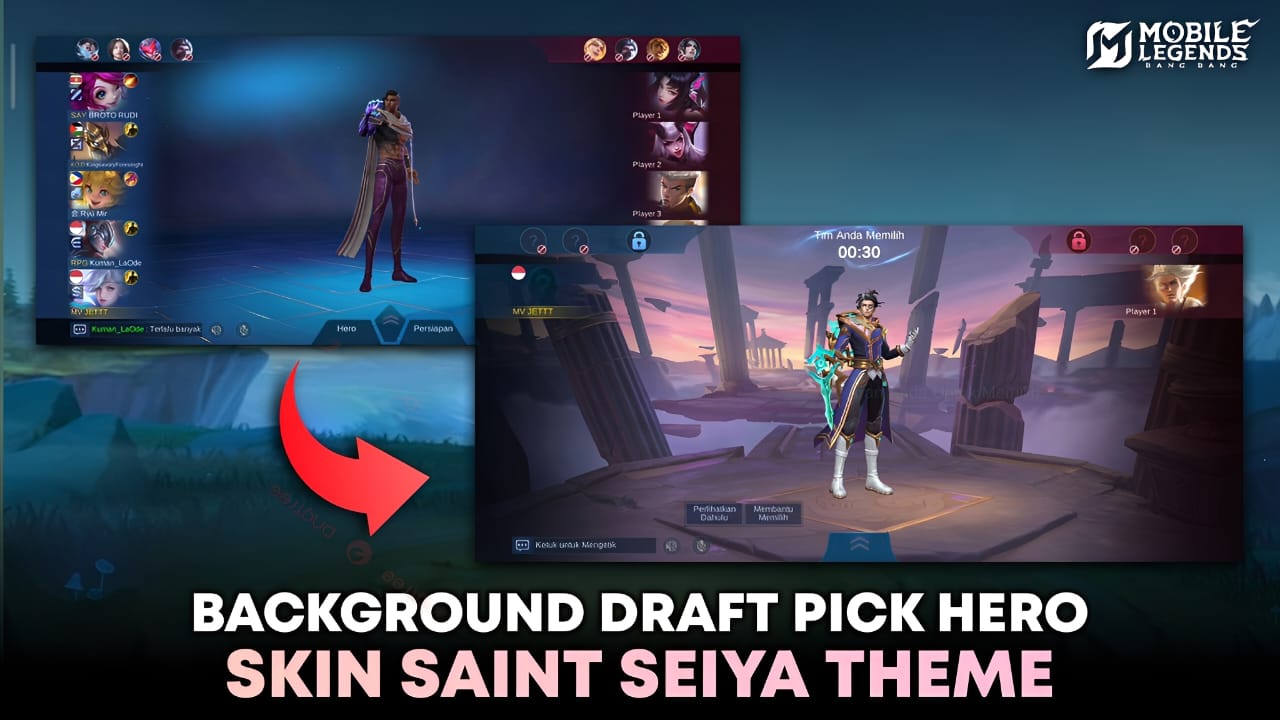 MOBILE
LEGENDS
BANG BANG
SAY BROTO RUDI
Player 1
Player 2
Ryu Mir
Player 3
RPG Kuman_LaOde
MV JETTT
Kuman_LaOde : Terlalu banyak
Hero
Persiapan
Tim Anda Memilih
00:30
MV JETTT
Player 1
Perlihatkan
Dahulu
Membantu
Memilih
Ketuk untuk Mengetik
pngtree
BACKGROUND DRAFT PICK HERO
SKIN SAINT SEIYA THEME